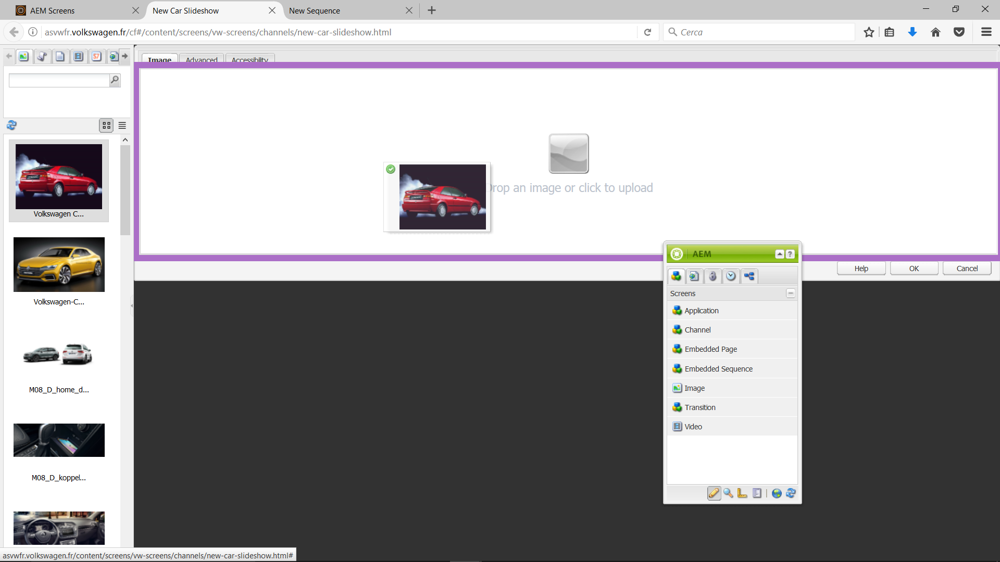 AEM Screens
New Car Slideshow
New Sequence
asvwfr.volkswagen.fr/cf#/content/screens/vw-screens/channels/new-car-slideshow.html
Cerca
S7
Image
Advanced
Accessibility
Volkswagen C...
Volkswagen-C...
M08_D_home_d...
M08_D_koppel...
Drop an image or click to upload
Help
OK
Cancel
AEM
?
Screens
Application
Channel
Embedded Page
Embedded Sequence
Image
Transition
Video
asvwfr.volkswagen.fr/content/screens/vw-screens/channels/new-car-slideshow.html#